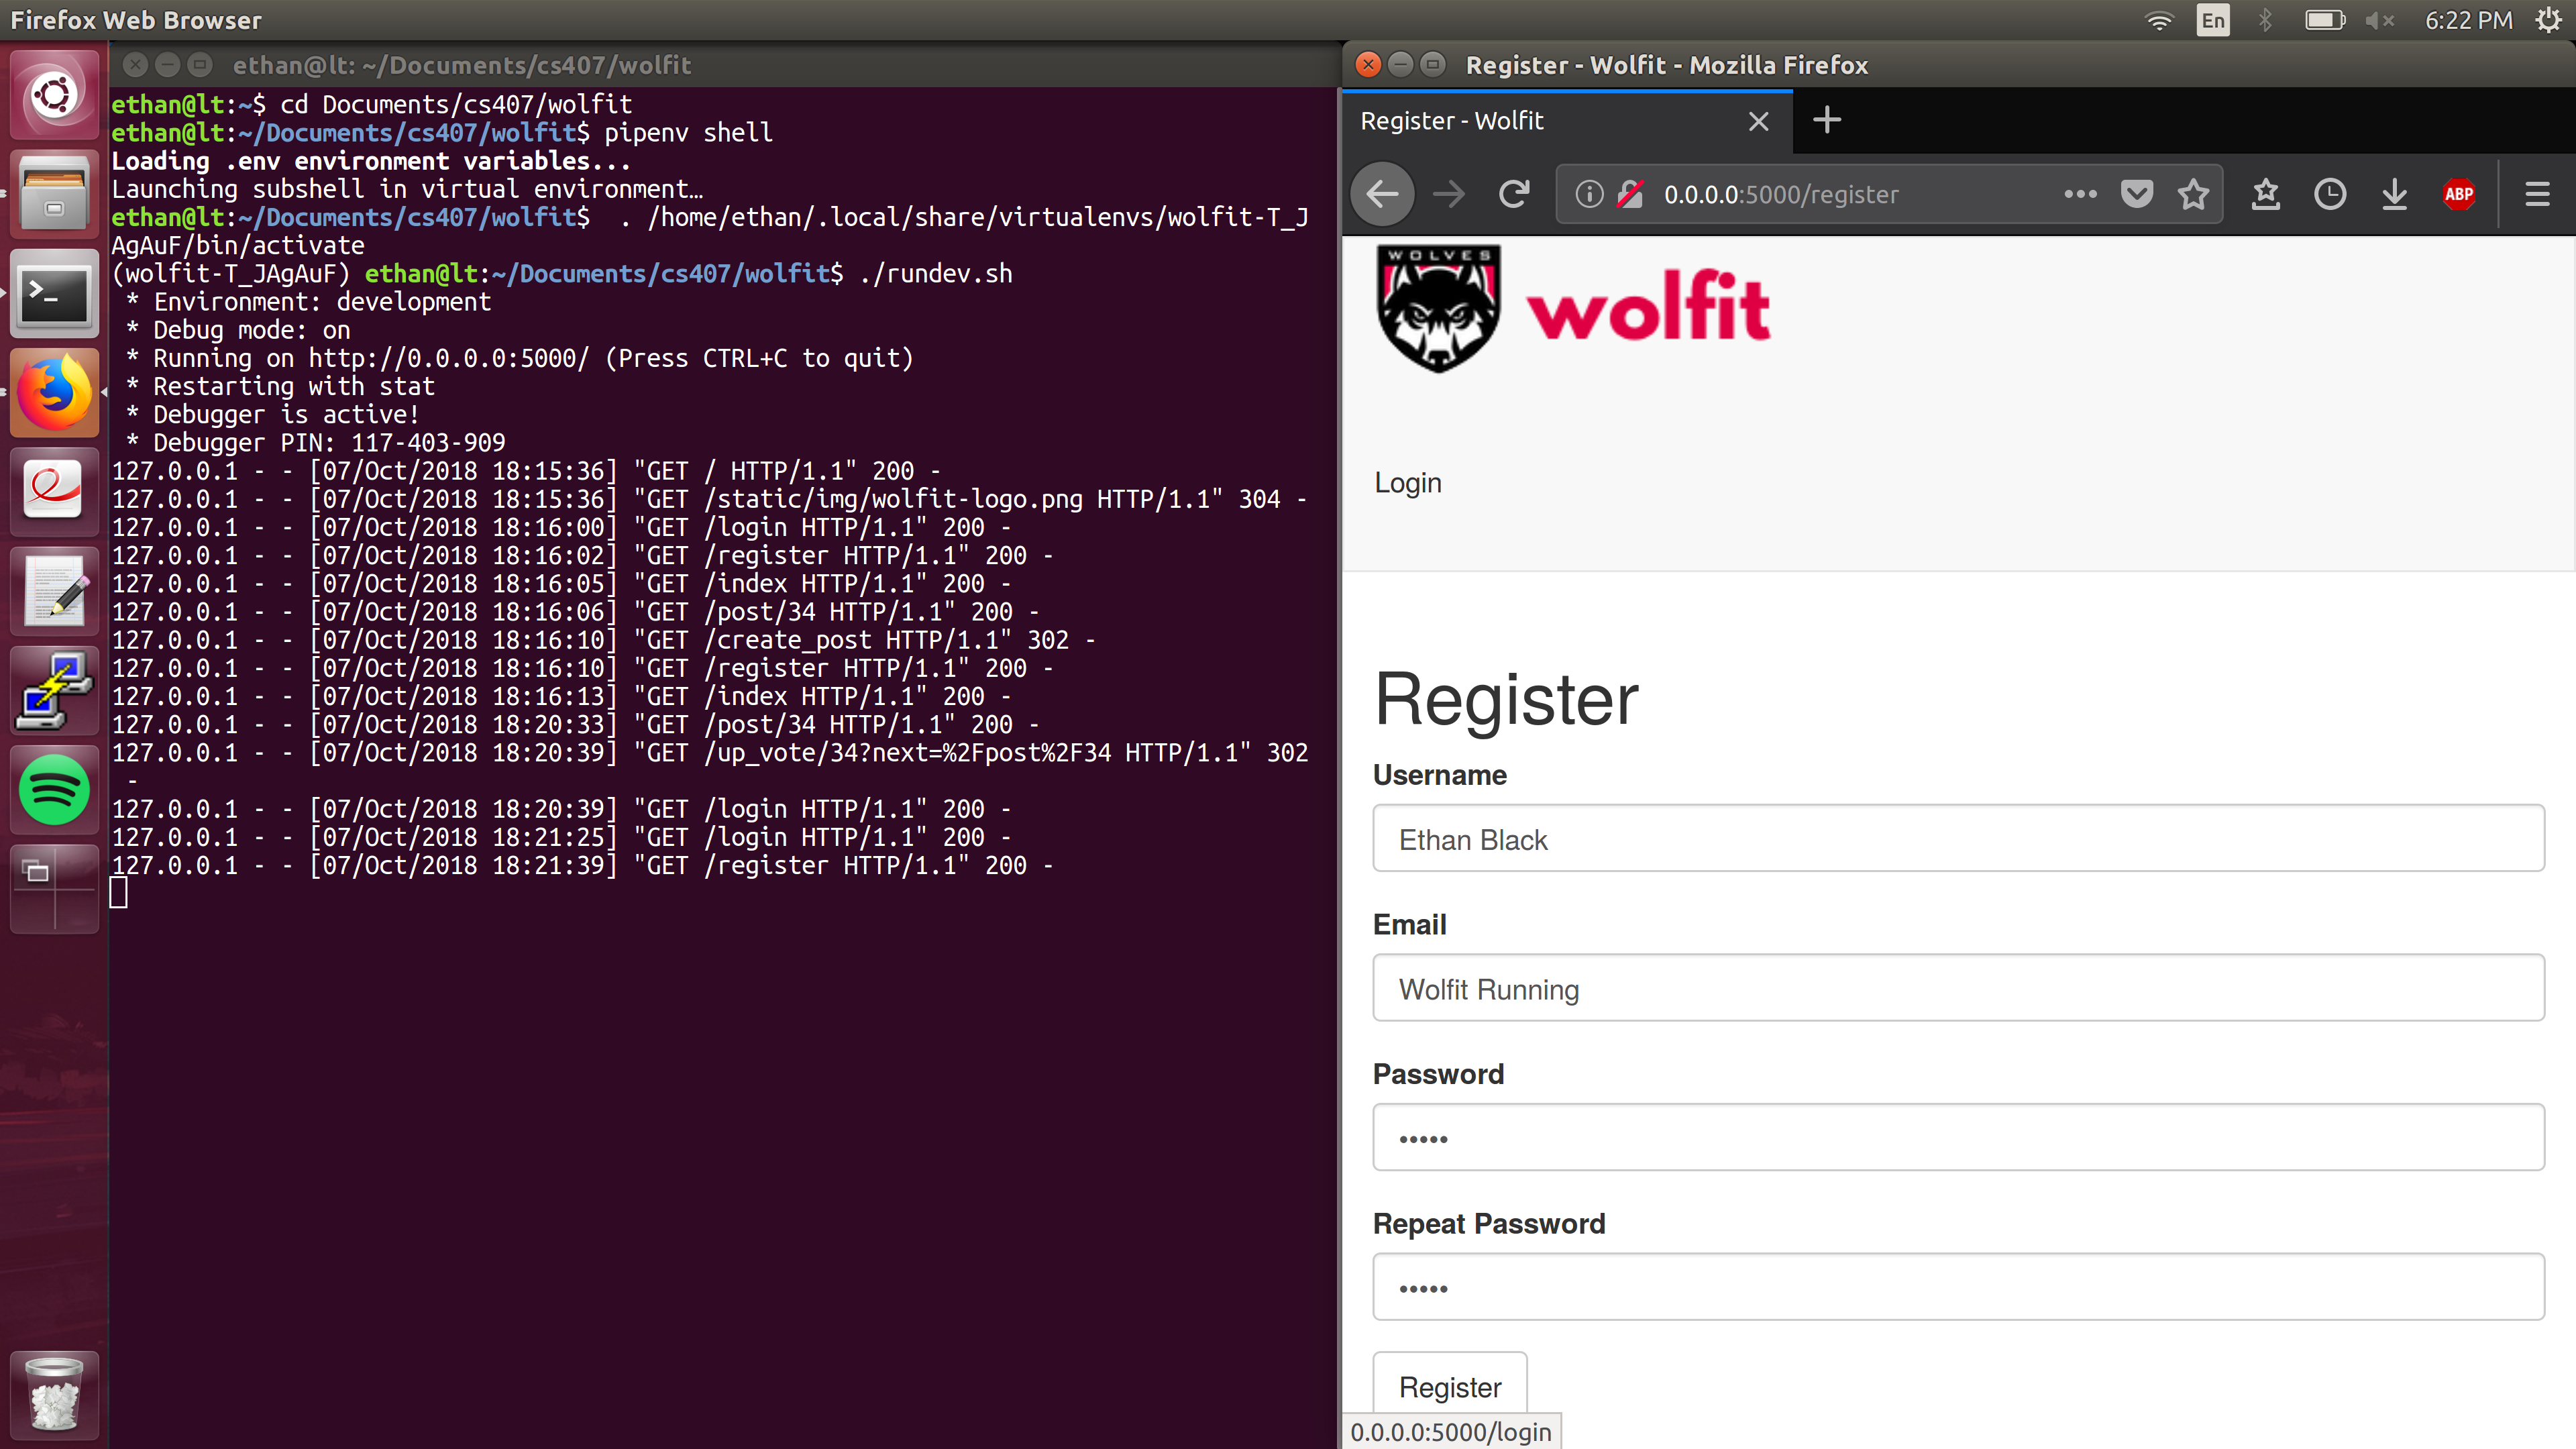 Firefox Web Browser
En
6:22 PM
ethan@lt: ~/Documents/cs407/wolfit
ethan@lt:~$ cd Documents/cs407/wolfit
ethan@lt:~/Documents/cs407/wolfit$ pipenv shell
Loading .env environment variables...
Launching subshell in virtual environment…
ethan@lt:~/Documents/cs407/wolfit$  . /home/ethan/.local/share/virtualenvs/wolfit-T_J
AgAuF/bin/activate
(wolfit-T_JAgAuF) ethan@lt:~/Documents/cs407/wolfit$ ./rundev.sh
 * Environment: development
 * Debug mode: on
 * Running on http://0.0.0.0:5000/ (Press CTRL+C to quit)
 * Restarting with stat
 * Debugger is active!
 * Debugger PIN: 117-403-909
127.0.0.1 - - [07/Oct/2018 18:15:36] "GET / HTTP/1.1" 200 -
127.0.0.1 - - [07/Oct/2018 18:15:36] "GET /static/img/wolfit-logo.png HTTP/1.1" 304 -
127.0.0.1 - - [07/Oct/2018 18:16:00] "GET /login HTTP/1.1" 200 -
127.0.0.1 - - [07/Oct/2018 18:16:02] "GET /register HTTP/1.1" 200 -
127.0.0.1 - - [07/Oct/2018 18:16:05] "GET /index HTTP/1.1" 200 -
127.0.0.1 - - [07/Oct/2018 18:16:06] "GET /post/34 HTTP/1.1" 200 -
127.0.0.1 - - [07/Oct/2018 18:16:10] "GET /create_post HTTP/1.1" 302 -
127.0.0.1 - - [07/Oct/2018 18:16:10] "GET /register HTTP/1.1" 200 -
127.0.0.1 - - [07/Oct/2018 18:16:13] "GET /index HTTP/1.1" 200 -
127.0.0.1 - - [07/Oct/2018 18:20:33] "GET /post/34 HTTP/1.1" 200 -
127.0.0.1 - - [07/Oct/2018 18:20:39] "GET /up_vote/34?next=%2Fpost%2F34 HTTP/1.1" 302
 -
127.0.0.1 - - [07/Oct/2018 18:20:39] "GET /login HTTP/1.1" 200 -
127.0.0.1 - - [07/Oct/2018 18:21:25] "GET /login HTTP/1.1" 200 -
127.0.0.1 - - [07/Oct/2018 18:21:39] "GET /register HTTP/1.1" 200 -
Register - Wolfit - Mozilla Firefox
Register - Wolfit
0.0.0.0:5000/register
ABP
WOLVES
wolfit
Login
Register
Username
Ethan Black
Email
Wolfit Running
Password
•••••
Repeat Password
•••••
Register
0.0.0.0:5000/login